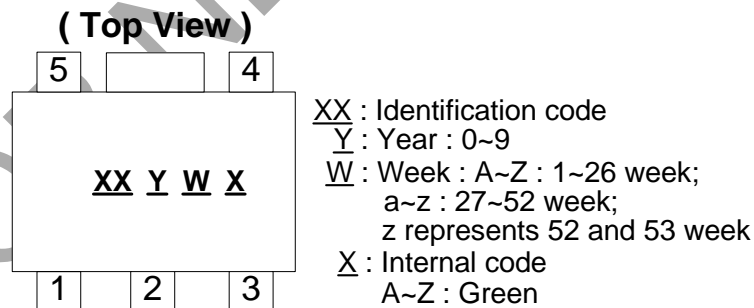 ( Top View )
5 4
XX Y W X
1 2 3
XX : Identification code
Y : Year : 0~9
W : Week : A~Z : 1~26 week;
a~z : 27~52 week;
z represents 52 and 53 week
X : Internal code
A~Z : Green